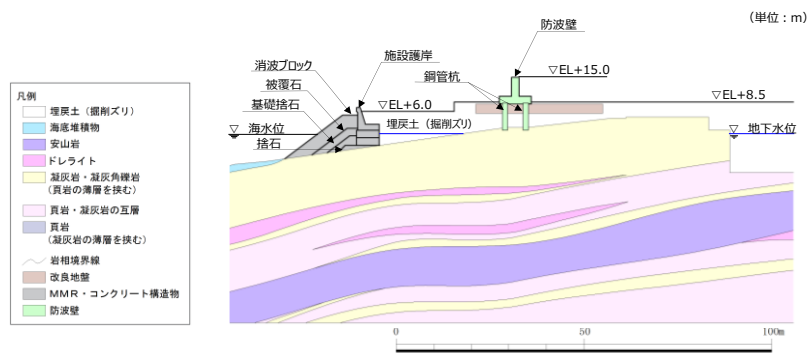 (単位:m)
防波壁
施設護岸
消波ブロック
鋼管杭
▽EL+15.0
被覆石
基礎捨石
▽EL+6.0
▽EL+8.5
海水位
埋戻土(掘削ズリ)
地下水位
捨石
凡例
埋戻土(掘削ズリ)
海底堆積物
安山岩
ドレライト
凝灰岩・凝灰角礫岩
(頁岩の薄層を挟む)
頁岩・凝灰岩の互層
頁岩
(凝灰岩の薄層を挟む)
岩相境界線
改良地盤
MMR・コンクリート構造物
防波壁
0 50 100m